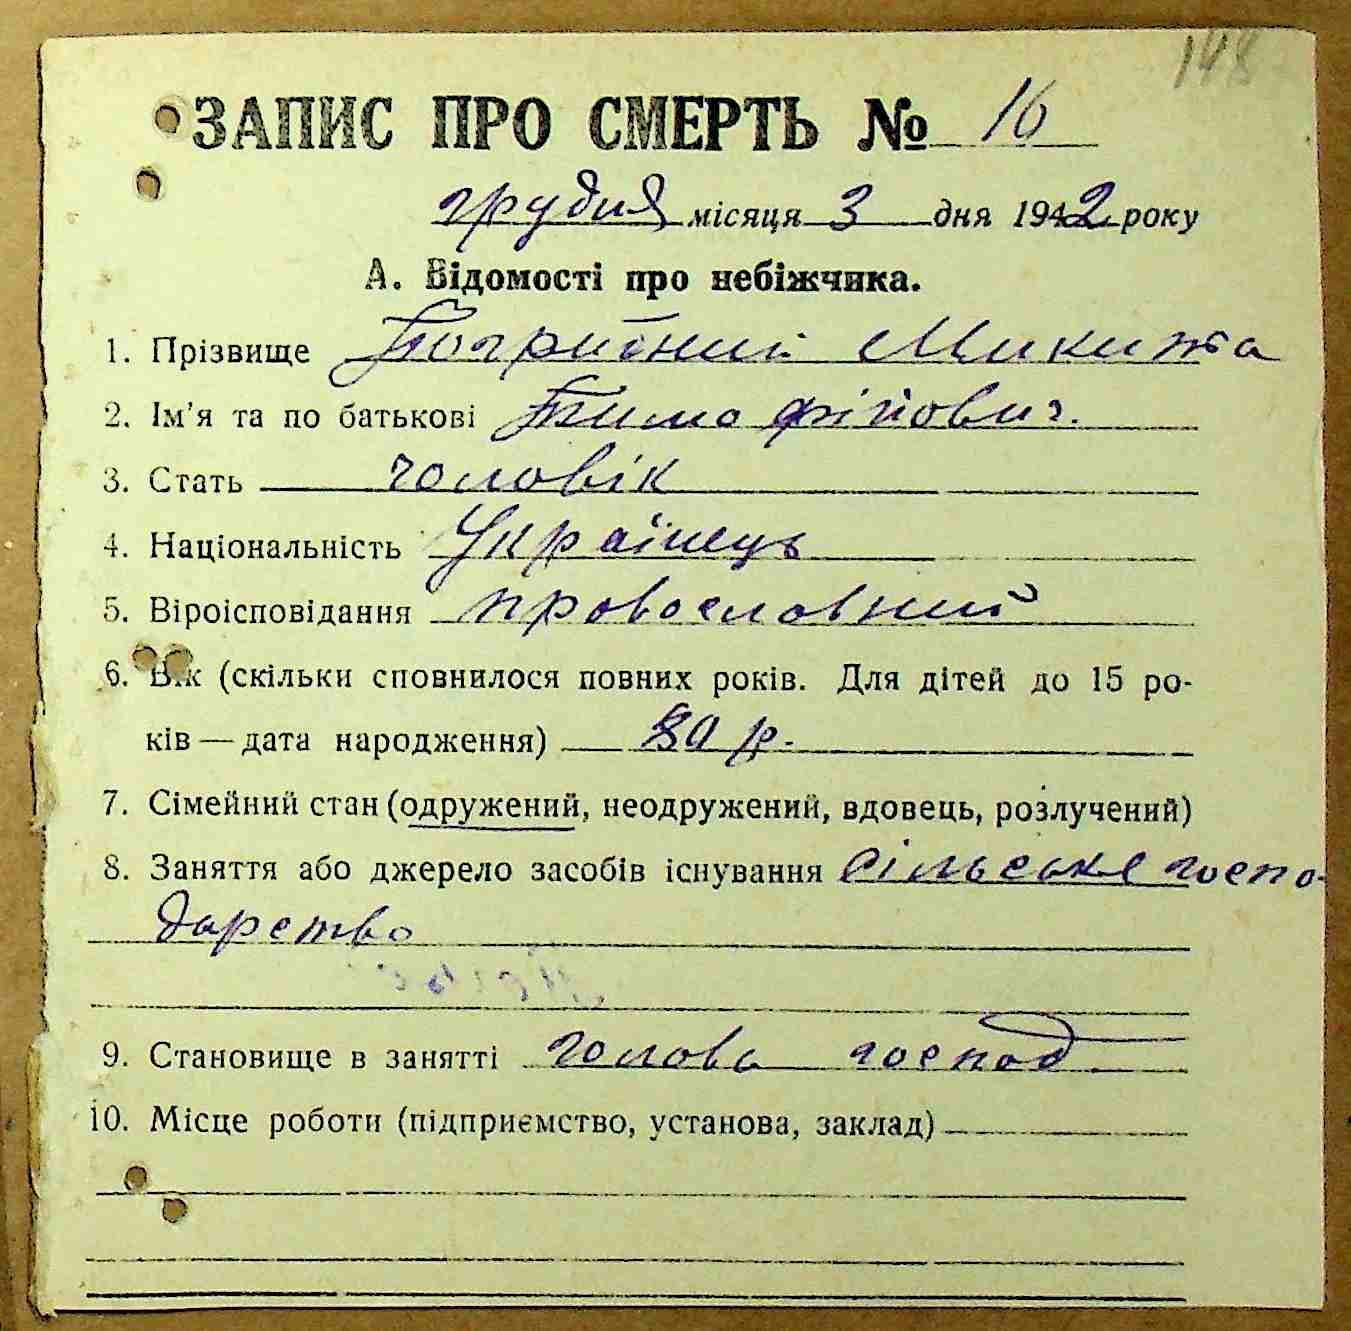 148
ЗАПИС ПРО СМЕРТЬ № 16
грудня місяця 3 дня 1942 року
А. Відомості про небіжчика.
1. Прізвище Погрибний Микита
2. Ім'я та по батькові Тимофійович.
3. Стать чоловік
4. Національність Українець
5. Віроісповідання провословний
6. Вік (скільки сповнилося повних років. Для дітей до 15 ро-
ків — дата народження) 80 р.
7. Сімейний стан (одружений, неодружений, вдовець, розлучений)
8. Заняття або джерело засобів існування сільське госпо-
дарство
9. Становище в занятті голова господ
10. Місце роботи (підприємство, установа, заклад)